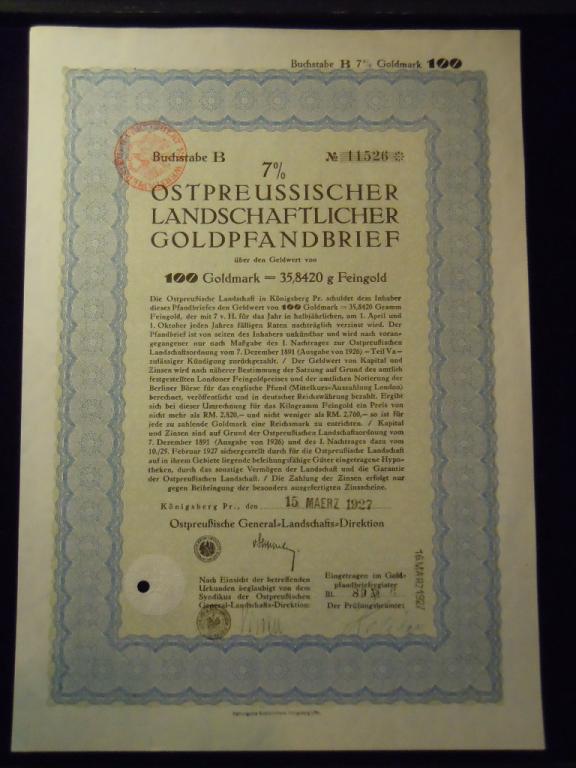 Buchstabe B 7% Goldmark 100
Buchstabe B
№ 11526 ※
7%
OSTPREUSSISCHER
LANDSCHAFTLICHER
GOLDPFANDBRIEF
über den Geldwert von
100 Goldmark = 35,8420 g Feingold
Die Ostpreußische Landschaft in Königsberg Pr. schuldet dem Inhaber
dieses Pfandbriefes den Geldwert von 100 Goldmark = 35,8420 Gramm
Feingold, der mit 7 v. H. für das Jahr in halbjährlichen, am 1. April und
1. Oktober jeden Jahres fälligen Raten nachträglich verzinst wird. Der
Pfandbrief ist von seiten des Inhabers unkündbar und wird nach voran-
gegangener nur nach Maßgabe des I. Nachtrages zur Ostpreußischen
Landschaftsordnung vom 7. Dezember 1891 (Ausgabe von 1926) – Teil Va –
zulässiger Kündigung zurückgezahlt. / Der Geldwert von Kapital und
Zinsen wird nach näherer Bestimmung der Satzung auf Grund des amtlich
festgestellten Londoner Feingoldpreises und der amtlichen Notierung der
Berliner Börse für das englische Pfund (Mittelkurs-Auszahlung London)
berechnet, veröffentlicht und in deutscher Reichswährung bezahlt. Ergibt
sich bei dieser Umrechnung für das Kilogramm Feingold ein Preis von
nicht mehr als RM. 2.820,– und nicht weniger als RM. 2.760,– so ist für
jede zu zahlende Goldmark eine Reichsmark zu entrichten. / Kapital
und Zinsen sind auf Grund der Ostpreußischen Landschaftsordnung vom
7. Dezember 1891 (Ausgabe von 1926) und des I. Nachtrages dazu vom
10./29. Februar 1927 sichergestellt durch die für die Ostpreußische Landschaft
auf in ihrem Gebiete liegende beleihungsfähige Güter eingetragene Hypo-
theken, durch das sonstige Vermögen der Landschaft und die Garantie
der Ostpreußischen Landschaft. / Die Zahlung der Zinsen erfolgt nur
gegen Beibringung der besonders ausgefertigten Zinsscheine.
Königsberg Pr., den 15 MAERZ 1927
Ostpreußische General=Landschafts=Direktion
Nach Einsicht der betreffenden
Urkunden beglaubigt von dem
Syndikus der Ostpreußischen
General=Landschafts=Direktion:
Eingetragen im Gold-
pfandbriefregister
Bl. 89
Der Prüfungsbeamte:
16. MÄRZ 1927